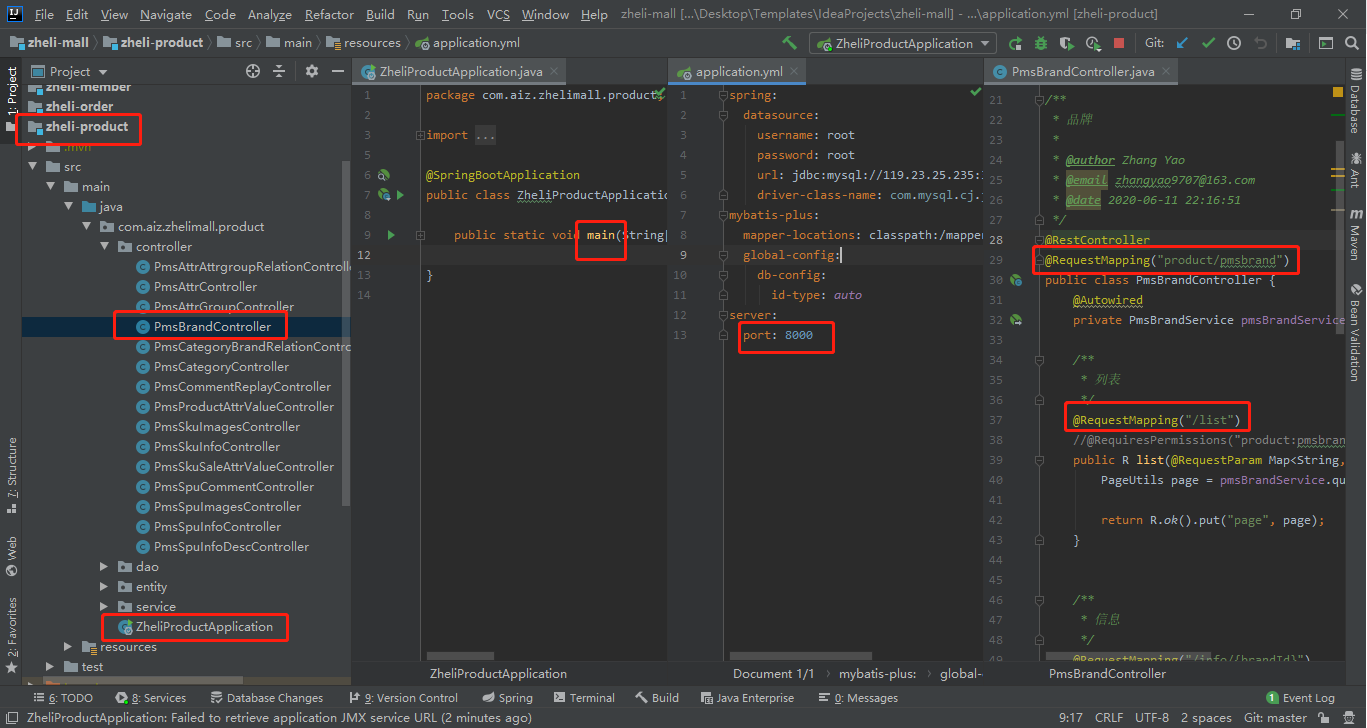 File Edit View Navigate Code Analyze Refactor Build Run Tools VCS Window Help zheli-mall [...\Desktop\Templates\IdeaProjects\zheli-mall] - ...\application.yml [zheli-product]
zheli-mall zheli-product src main resources application.yml ZheliProductApplication Git:
1: Project
7: Structure
Web
2: Favorites
Project
zheli-member
zheli-order
zheli-product
.mvn
src
main
java
com.aiz.zhelimall.product
controller
PmsAttrAttrgroupRelationControll
PmsAttrController
PmsAttrGroupController
PmsBrandController
PmsCategoryBrandRelationContro
PmsCategoryController
PmsCommentReplayController
PmsProductAttrValueController
PmsSkuImagesController
PmsSkuInfoController
PmsSkuSaleAttrValueController
PmsSpuCommentController
PmsSpuImagesController
PmsSpuInfoController
PmsSpuInfoDescController
dao
entity
service
ZheliProductApplication
resources
test
ZheliProductApplication.java
1 package com.aiz.zhelimall.product;
2
3 import ...
5
6 @SpringBootApplication
7 public class ZheliProductApplication
8
9 public static void main(String[
12
13 }
14
ZheliProductApplication
application.yml
1 spring:
2 datasource:
3 username: root
4 password: root
5 url: jdbc:mysql://119.23.25.235:
6 driver-class-name: com.mysql.cj.
7 mybatis-plus:
8 mapper-locations: classpath:/mapper
9 global-config:
10 db-config:
11 id-type: auto
12 server:
13 port: 8000
Document 1/1 mybatis-plus: global-
PmsBrandController.java
21 /**
22 * 品牌
23 *
24 * @author Zhang Yao
25 * @email zhangyao9707@163.com
26 * @date 2020-06-11 22:16:51
27 */
28 @RestController
29 @RequestMapping("product/pmsbrand")
30 public class PmsBrandController {
31 @Autowired
32 private PmsBrandService pmsBrandService
33
34 /**
35 * 列表
36 */
37 @RequestMapping("/list")
38 //@RequiresPermissions("product:pmsbran
39 public R list(@RequestParam Map<String,
40 PageUtils page = pmsBrandService.qu
41
42 return R.ok().put("page", page);
43 }
45
46 /**
47 * 信息
48 */
49 @RequestMapping("/info/{brandId}")
PmsBrandController
Database
Ant
Maven
Bean Validation
6: TODO 8: Services Database Changes 9: Version Control Spring Terminal Build Java Enterprise 0: Messages 1 Event Log
ZheliProductApplication: Failed to retrieve application JMX service URL (2 minutes ago) 9:17 CRLF UTF-8 2 spaces Git: master